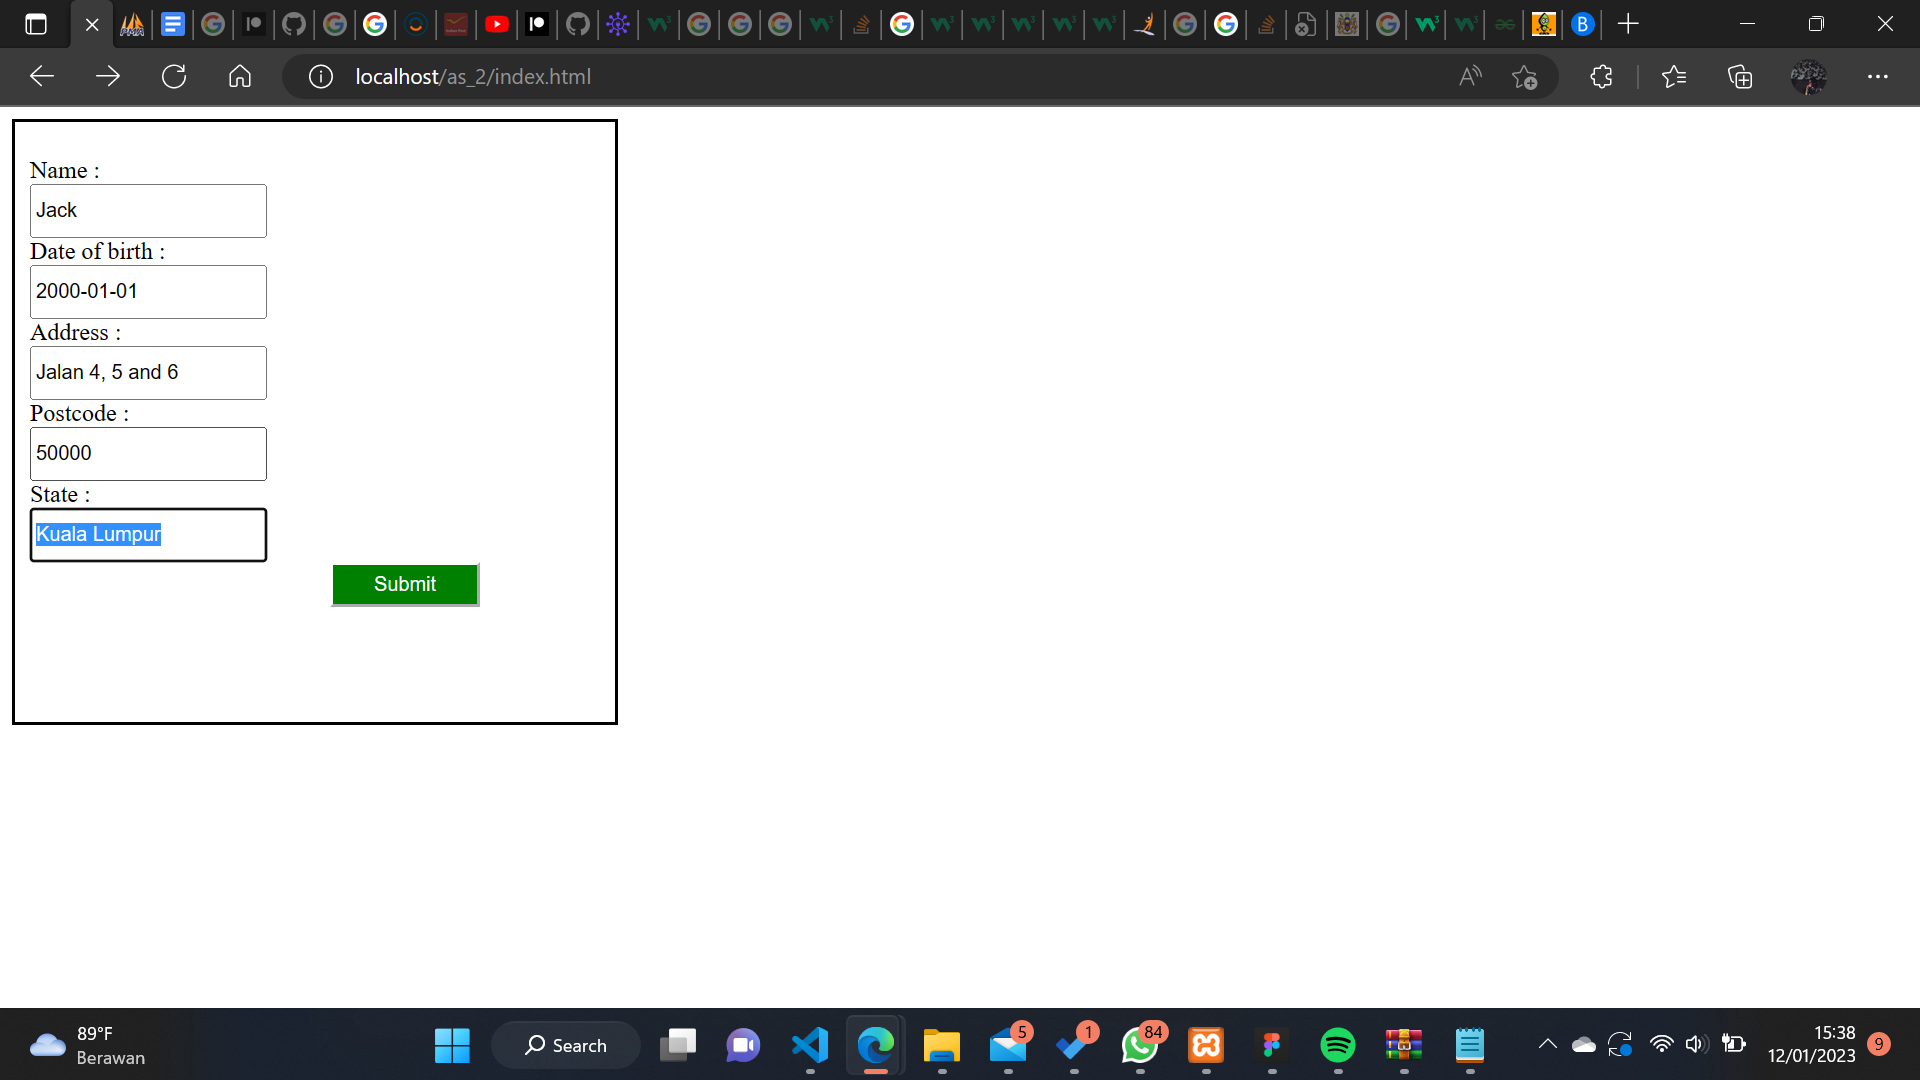 localhost/as_2/index.html
Name :
Jack
Date of birth :
2000-01-01
Address :
Jalan 4, 5 and 6
Postcode :
50000
State :
Kuala Lumpur
Submit
89°F
Berawan
Search
5
1
84
15:38
12/01/2023
9